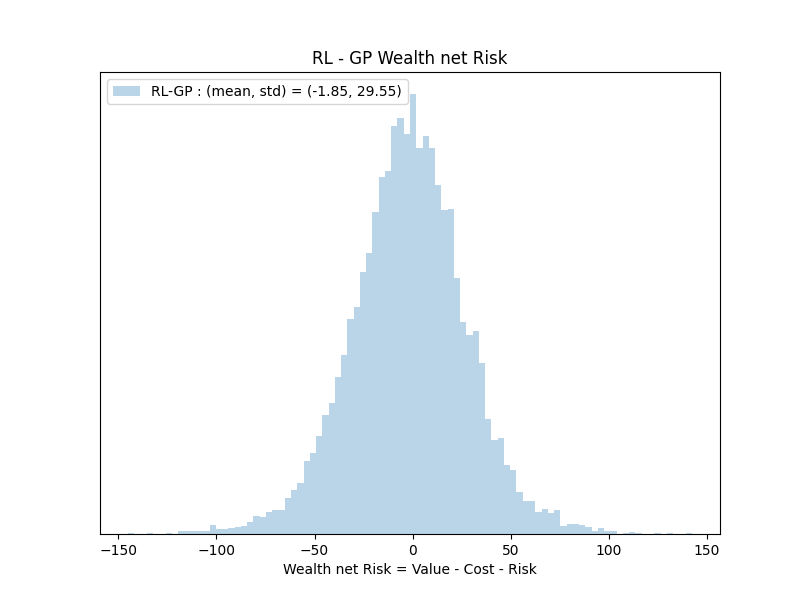 RL - GP Wealth net Risk
RL-GP : (mean, std) = (-1.85, 29.55)
−150 −100 −50 0 50 100 150
Wealth net Risk = Value - Cost - Risk